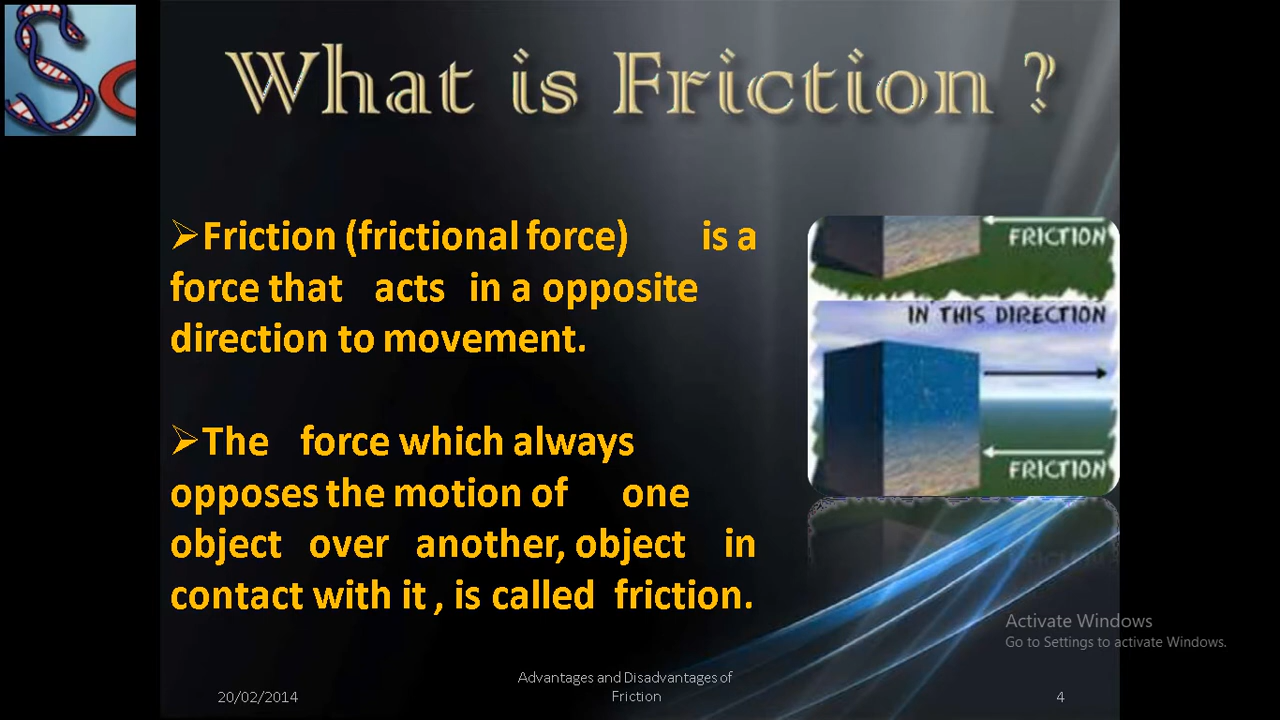 Sc
What is Friction ?
➢Friction (frictional force) is a
force that acts in a opposite
direction to movement.
➢The force which always
opposes the motion of one
object over another, object in
contact with it , is called friction.
FRICTION
IN THIS DIRECTION
FRICTION
Activate Windows
Go to Settings to activate Windows.
20/02/2014
Advantages and Disadvantages of
Friction
4